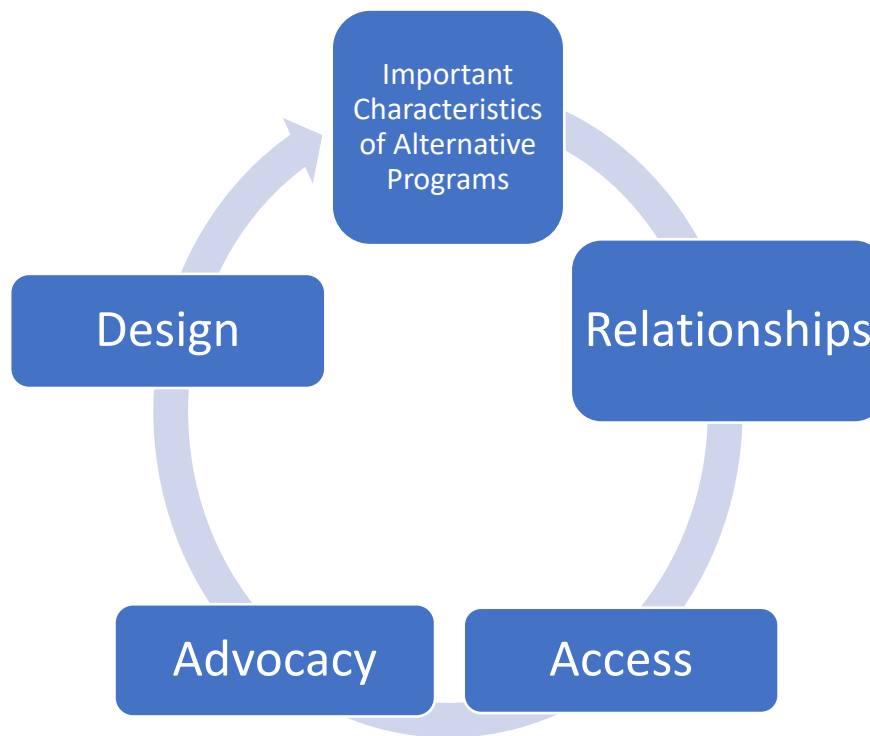 Important
Characteristics
of Alternative
Programs
Relationships
Access
Advocacy
Design